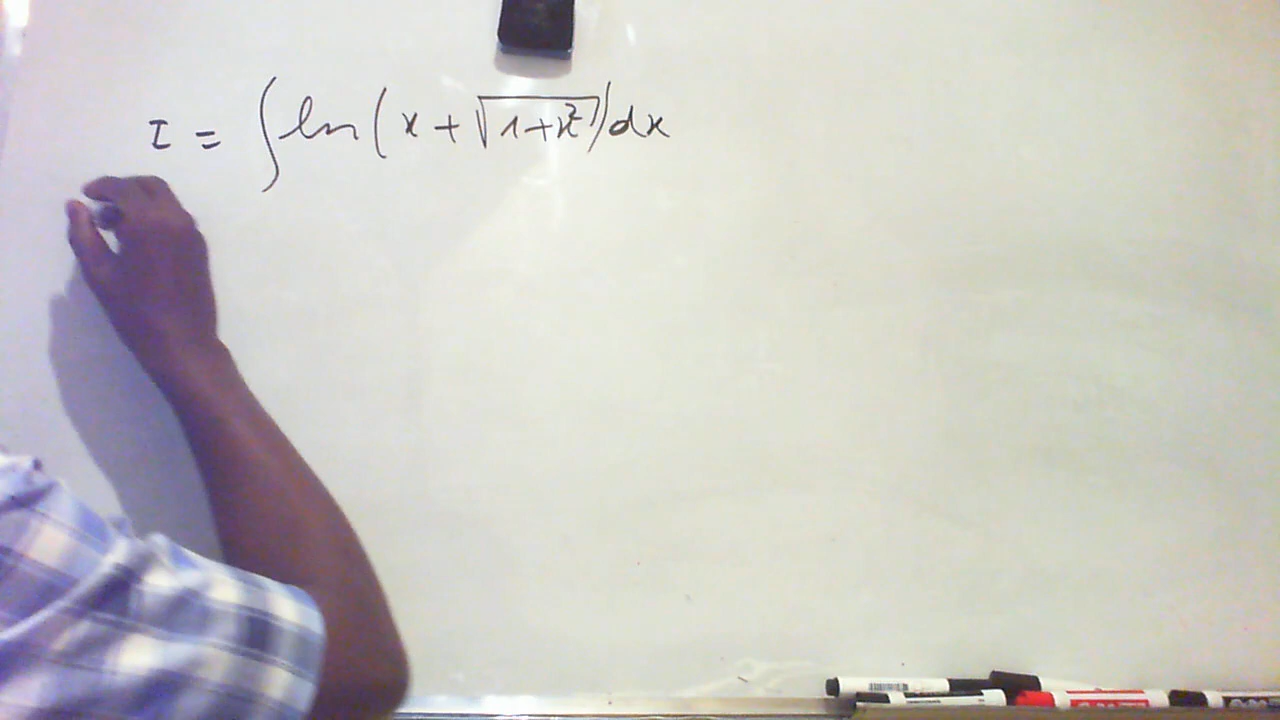 I = ∫ ln(x + √(1+x²)) dx